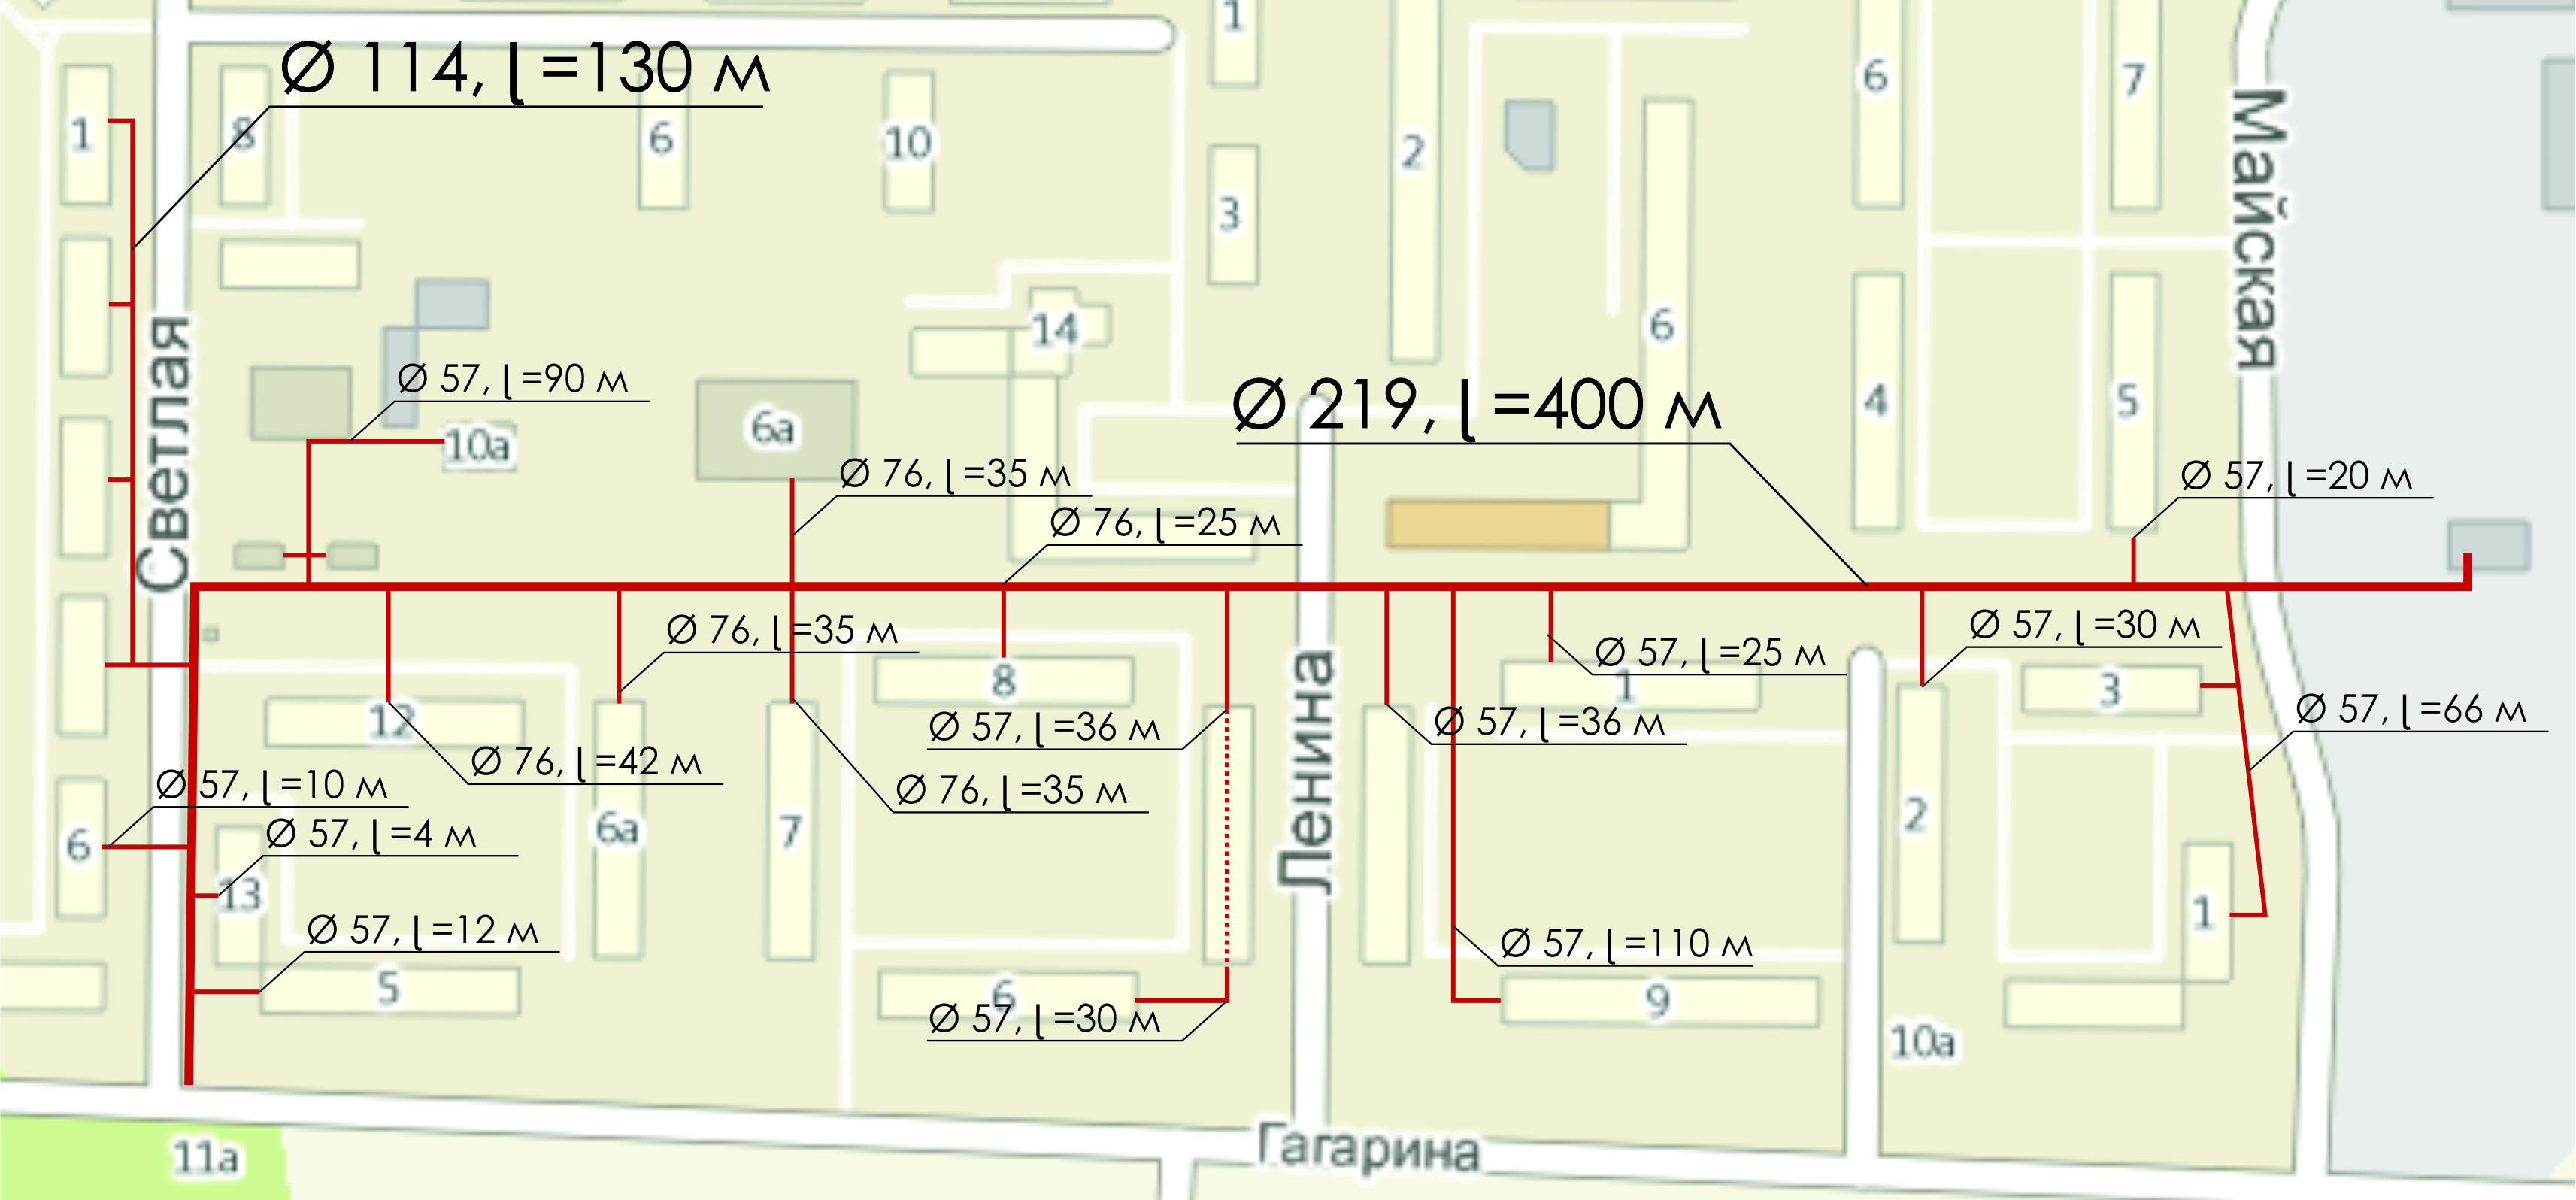 1
Ø 114, l =130 м
1
8
6
10
2
6
7
Майская
3
14
6
Светлая
Ø 57, l =90 м
10а
6а
Ø 219, l =400 м
4
5
Ø 76, l =35 м
Ø 57, l =20 м
Ø 76, l =25 м
Ø 76, l =35 м
Ø 57, l =25 м
Ø 57, l =30 м
8
1
3
12
Ø 57, l =36 м
Ø 57, l =36 м
Ø 57, l =66 м
Ø 76, l =42 м
Ø 57, l =10 м
Ø 76, l =35 м
Ленина
6
Ø 57, l =4 м
6а
7
2
13
1
Ø 57, l =12 м
Ø 57, l =110 м
5
6
9
Ø 57, l =30 м
10а
11а
Гагарина